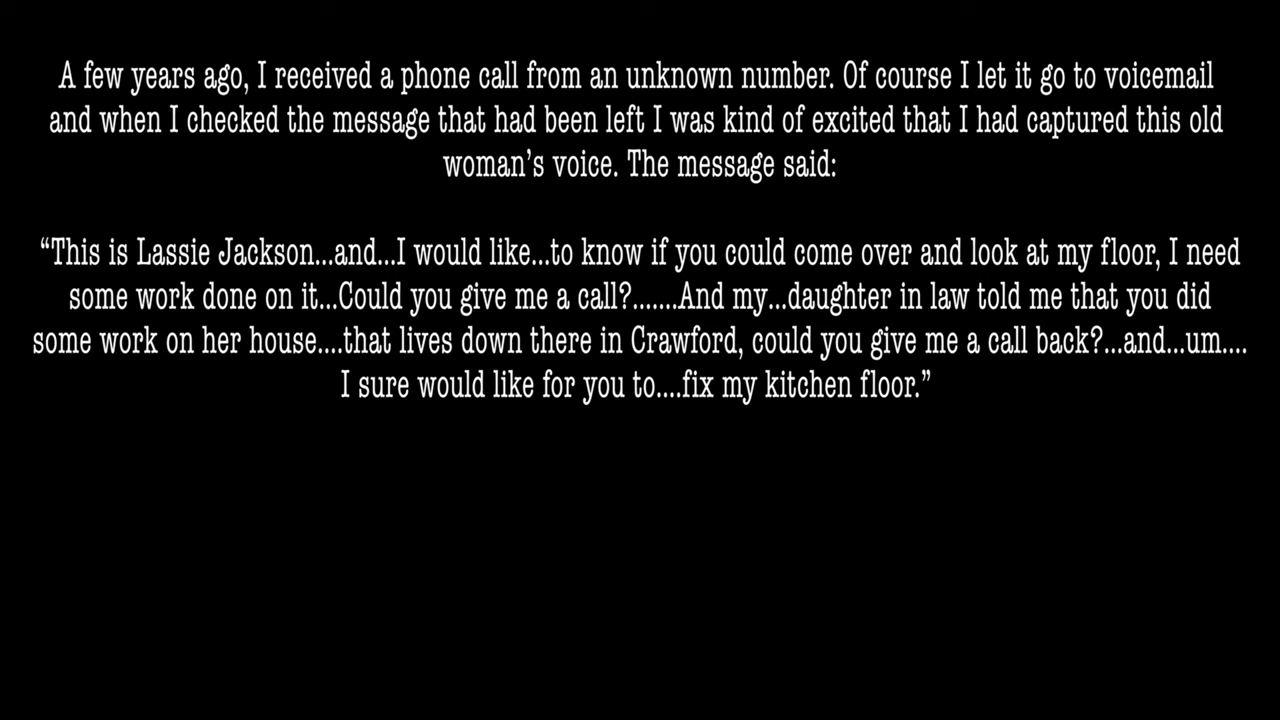 A few years ago, I received a phone call from an unknown number. Of course I let it go to voicemail
and when I checked the message that had been left I was kind of excited that I had captured this old
woman’s voice. The message said:
“This is Lassie Jackson...and...I would like...to know if you could come over and look at my floor, I need
some work done on it...Could you give me a call?.......And my...daughter in law told me that you did
some work on her house....that lives down there in Crawford, could you give me a call back?...and...um....
I sure would like for you to....fix my kitchen floor.”